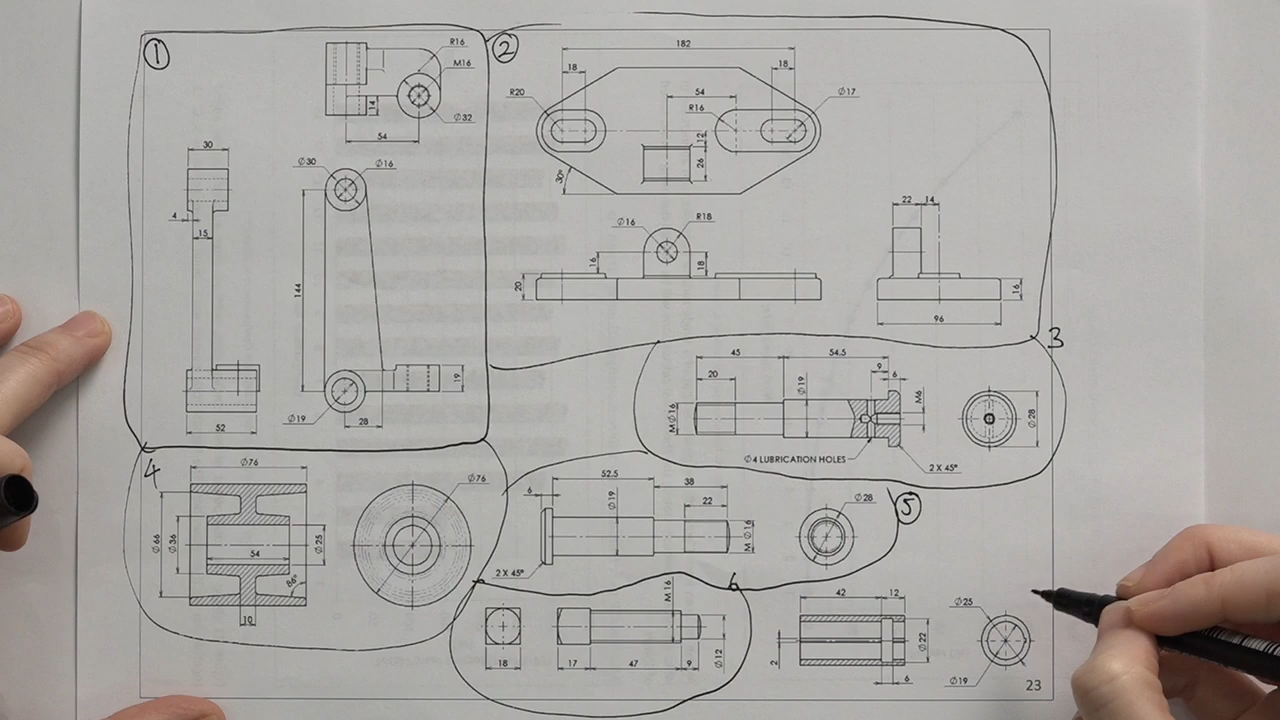 ①
R16
M16
14
Ø32
54
30
4
15
52
Ø30
Ø16
144
Ø19
28
19
②
182
18
18
R20
54
Ø17
R16
12
26
30°
Ø16
R18
16
18
20
22
14
16
96
3
45
54.5
9
20
6
Ø19
M6
MØ16
Ø28
Ø4 LUBRICATION HOLES
2 X 45°
4
Ø76
Ø76
Ø66
Ø36
54
Ø25
86°
10
⑤
52.5
6
38
22
Ø19
M Ø16
2 X 45°
Ø28
6
M 16
18
17
47
9
Ø12
42
12
Ø25
Ø22
2
6
Ø19
23